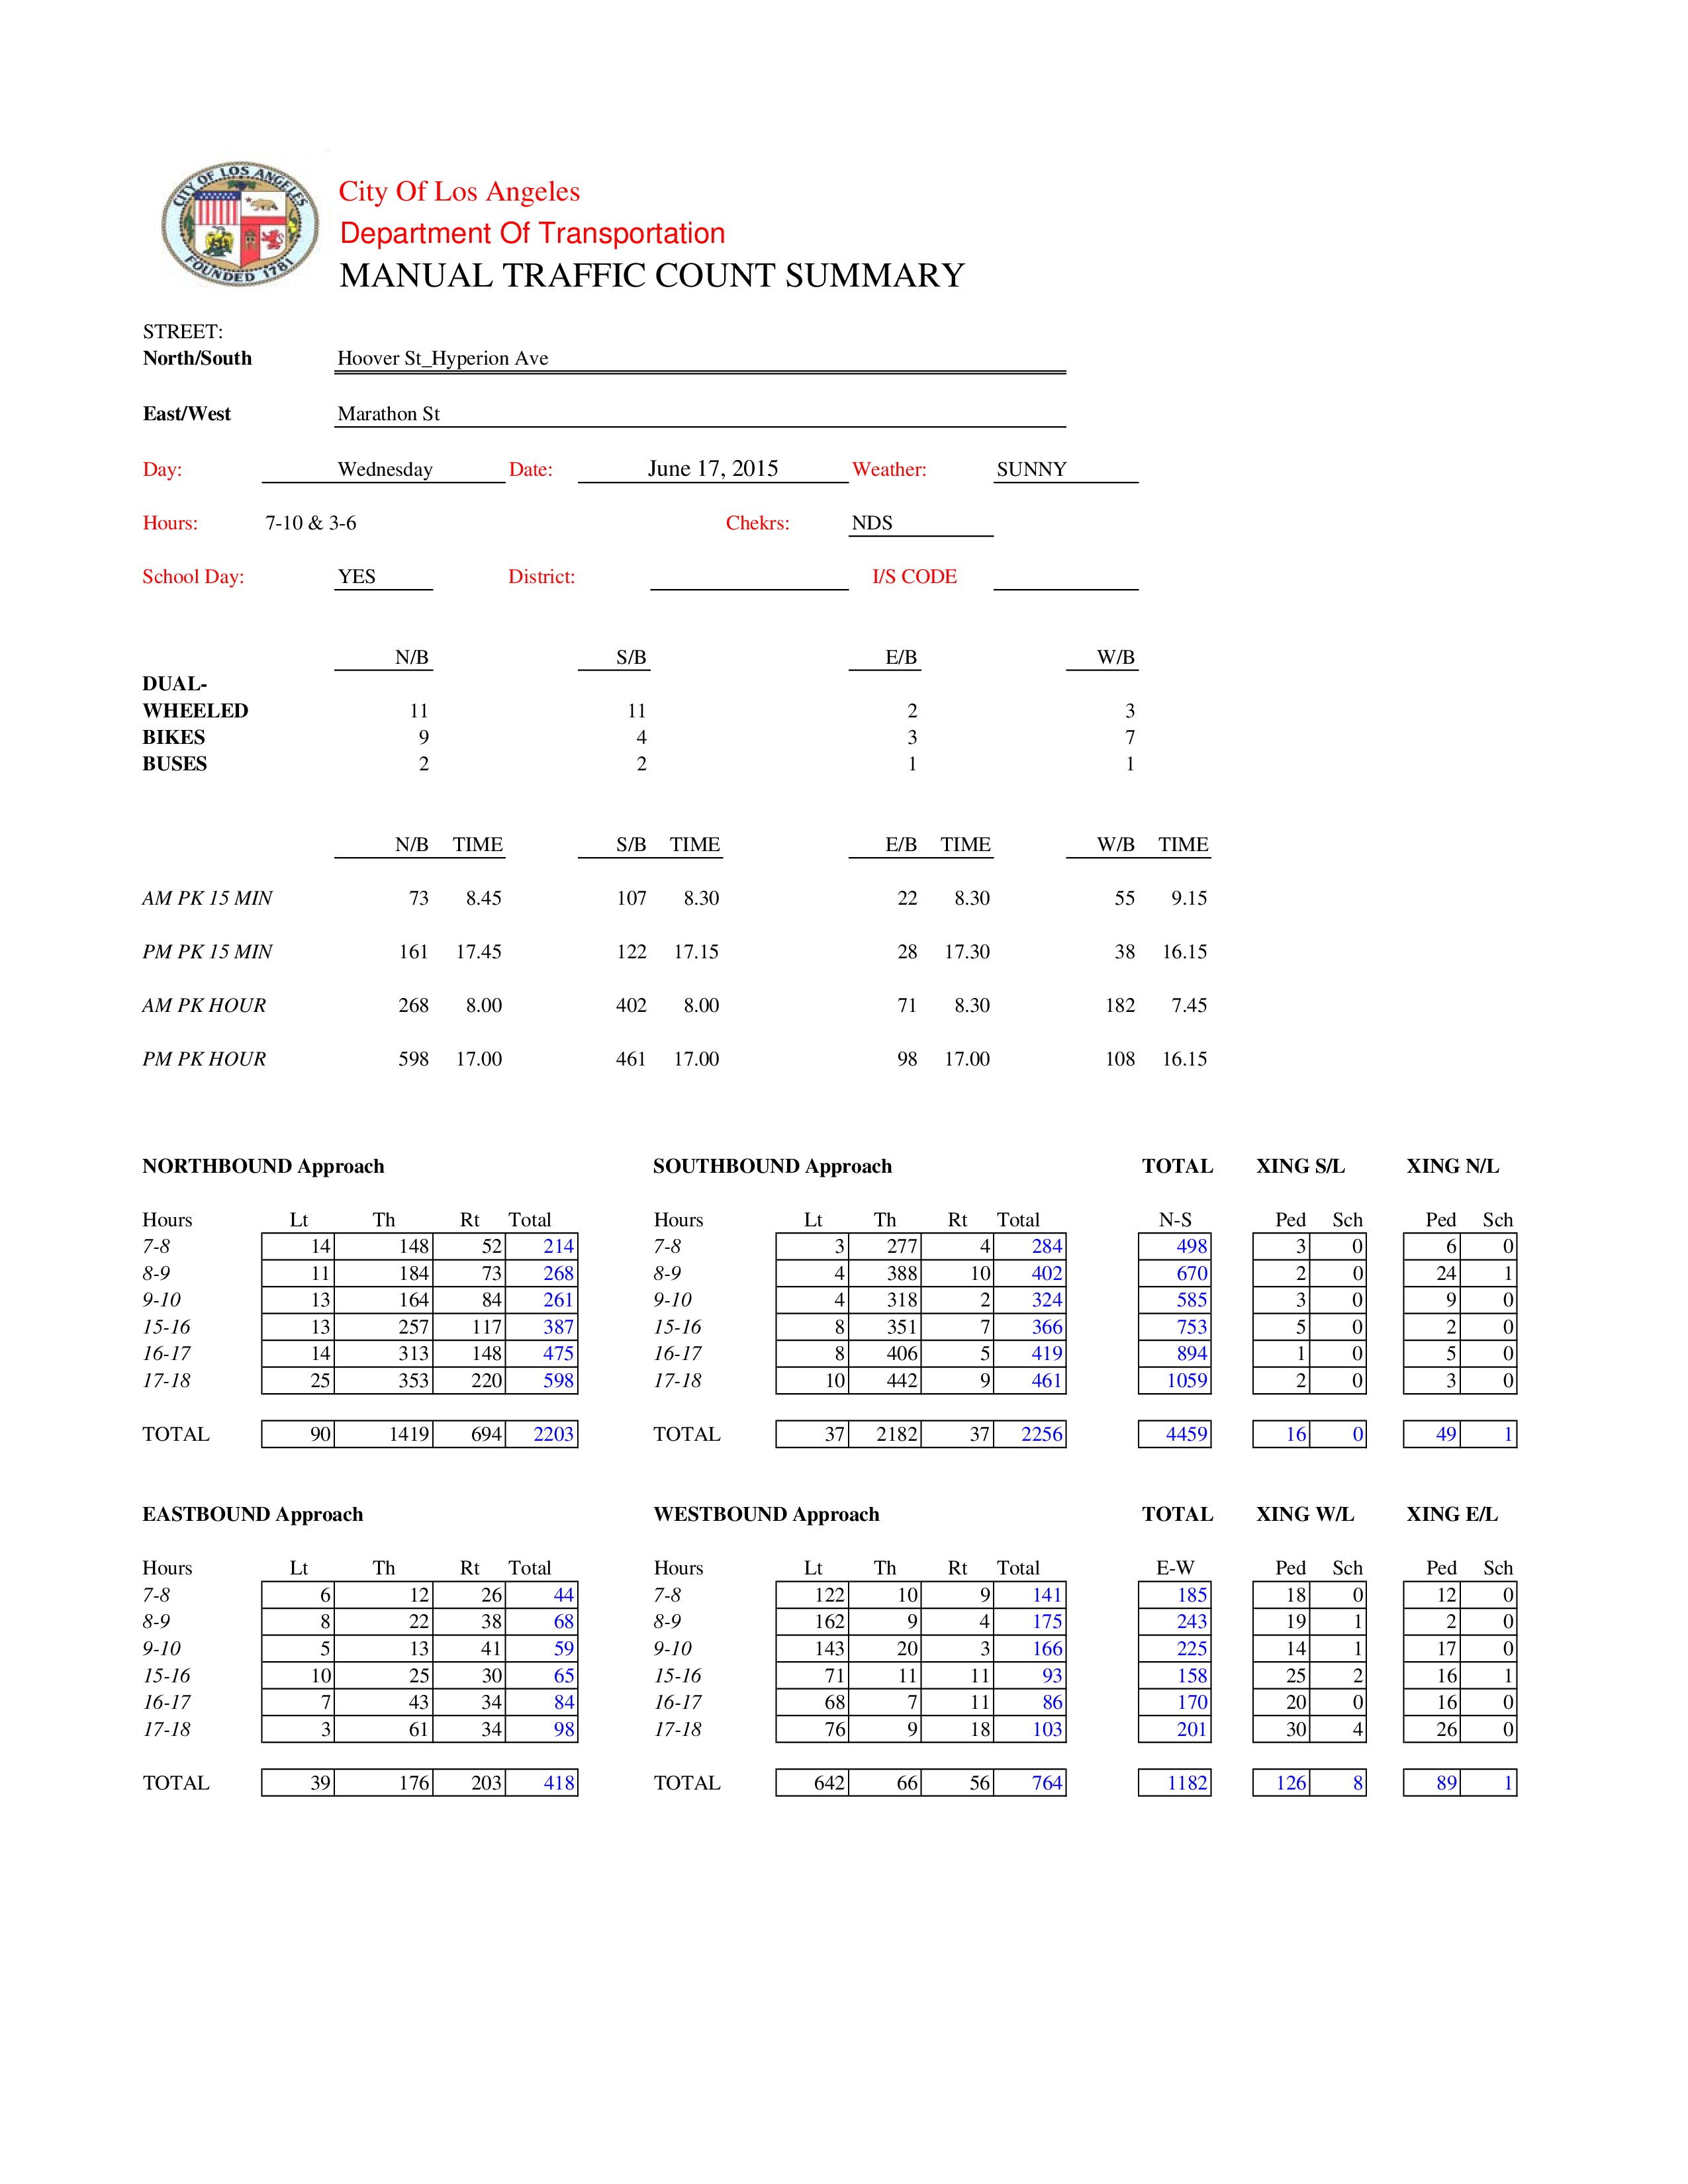 CITY OF LOS ANGELES
FOUNDED 1781
City Of Los Angeles
Department Of Transportation
MANUAL TRAFFIC COUNT SUMMARY
STREET:
North/South Hoover St_Hyperion Ave
East/West Marathon St
Day: Wednesday Date: June 17, 2015 Weather: SUNNY
Hours: 7-10 & 3-6 Chekrs: NDS
School Day: YES District: I/S CODE
N/B S/B E/B W/B
DUAL-
WHEELED 11 11 2 3
BIKES 9 4 3 7
BUSES 2 2 1 1
N/B TIME S/B TIME E/B TIME W/B TIME
AM PK 15 MIN 73 8.45 107 8.30 22 8.30 55 9.15
PM PK 15 MIN 161 17.45 122 17.15 28 17.30 38 16.15
AM PK HOUR 268 8.00 402 8.00 71 8.30 182 7.45
PM PK HOUR 598 17.00 461 17.00 98 17.00 108 16.15
NORTHBOUND Approach SOUTHBOUND Approach TOTAL XING S/L XING N/L
Hours Lt Th Rt Total Hours Lt Th Rt Total N-S Ped Sch Ped Sch
7-8 14 148 52 214 7-8 3 277 4 284 498 3 0 6 0
8-9 11 184 73 268 8-9 4 388 10 402 670 2 0 24 1
9-10 13 164 84 261 9-10 4 318 2 324 585 3 0 9 0
15-16 13 257 117 387 15-16 8 351 7 366 753 5 0 2 0
16-17 14 313 148 475 16-17 8 406 5 419 894 1 0 5 0
17-18 25 353 220 598 17-18 10 442 9 461 1059 2 0 3 0
TOTAL 90 1419 694 2203 TOTAL 37 2182 37 2256 4459 16 0 49 1
EASTBOUND Approach WESTBOUND Approach TOTAL XING W/L XING E/L
Hours Lt Th Rt Total Hours Lt Th Rt Total E-W Ped Sch Ped Sch
7-8 6 12 26 44 7-8 122 10 9 141 185 18 0 12 0
8-9 8 22 38 68 8-9 162 9 4 175 243 19 1 2 0
9-10 5 13 41 59 9-10 143 20 3 166 225 14 1 17 0
15-16 10 25 30 65 15-16 71 11 11 93 158 25 2 16 1
16-17 7 43 34 84 16-17 68 7 11 86 170 20 0 16 0
17-18 3 61 34 98 17-18 76 9 18 103 201 30 4 26 0
TOTAL 39 176 203 418 TOTAL 642 66 56 764 1182 126 8 89 1